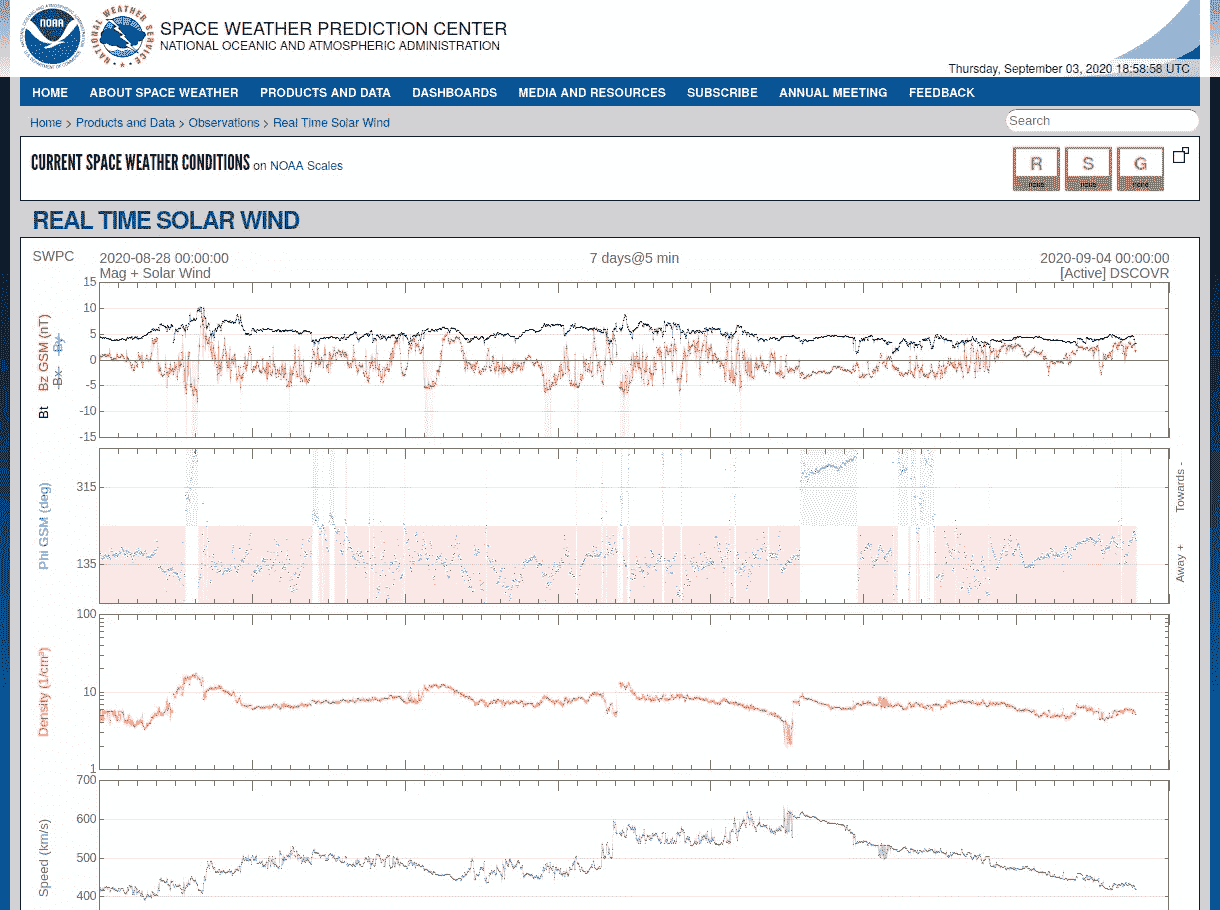 NOAA
NATIONAL WEATHER SERVICE
SPACE WEATHER PREDICTION CENTER
NATIONAL OCEANIC AND ATMOSPHERIC ADMINISTRATION
Thursday, September 03, 2020 18:58:58 UTC
HOME ABOUT SPACE WEATHER PRODUCTS AND DATA DASHBOARDS MEDIA AND RESOURCES SUBSCRIBE ANNUAL MEETING FEEDBACK
Home > Products and Data > Observations > Real Time Solar Wind
Search
CURRENT SPACE WEATHER CONDITIONS on NOAA Scales
R S G
none none none
REAL TIME SOLAR WIND
SWPC 2020-08-28 00:00:00 7 days@5 min 2020-09-04 00:00:00
Mag + Solar Wind [Active] DSCOVR
Bt Bz GSM (nT)
Bx By
15
10
5
0
-5
-10
-15
Phi GSM (deg)
315
135
Towards -
Away +
Density (1/cm³)
100
10
1
Speed (km/s)
700
600
500
400